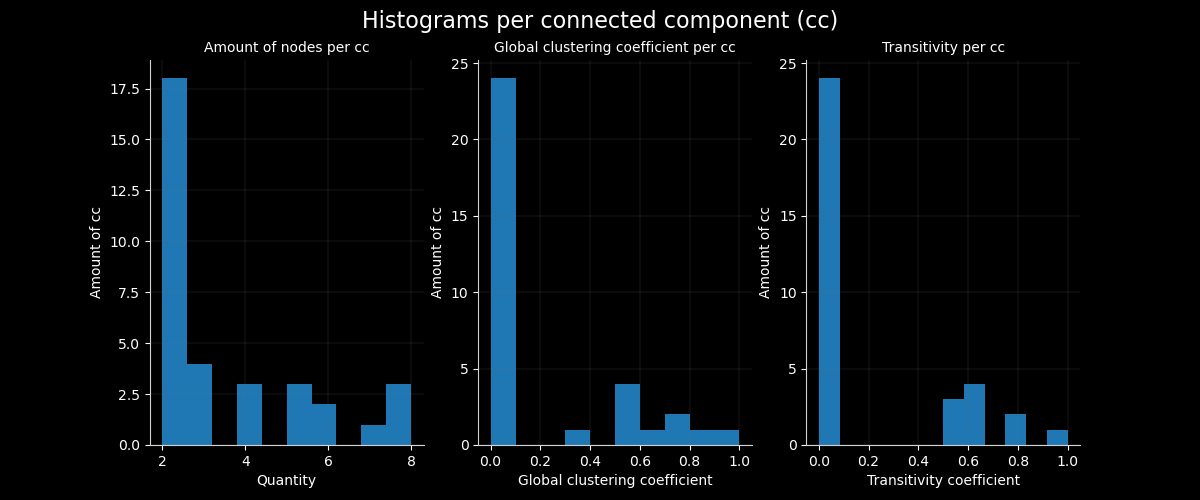 Histograms per connected component (cc)
Amount of nodes per cc
Global clustering coefficient per cc
Transitivity per cc
Amount of cc
17.5
15.0
12.5
10.0
7.5
5.0
2.5
0.0
2 4 6 8
Quantity
Amount of cc
25
20
15
10
5
0
0.0 0.2 0.4 0.6 0.8 1.0
Global clustering coefficient
Amount of cc
25
20
15
10
5
0
0.0 0.2 0.4 0.6 0.8 1.0
Transitivity coefficient